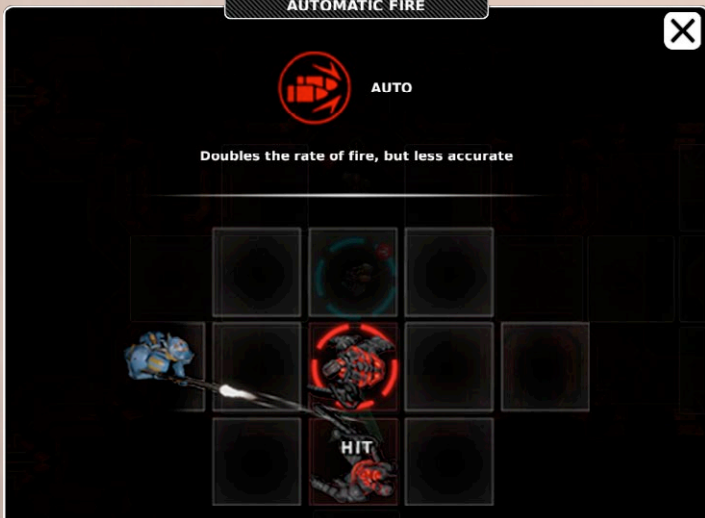 AUTOMATIC FIRE
AUTO
Doubles the rate of fire, but less accurate
HIT